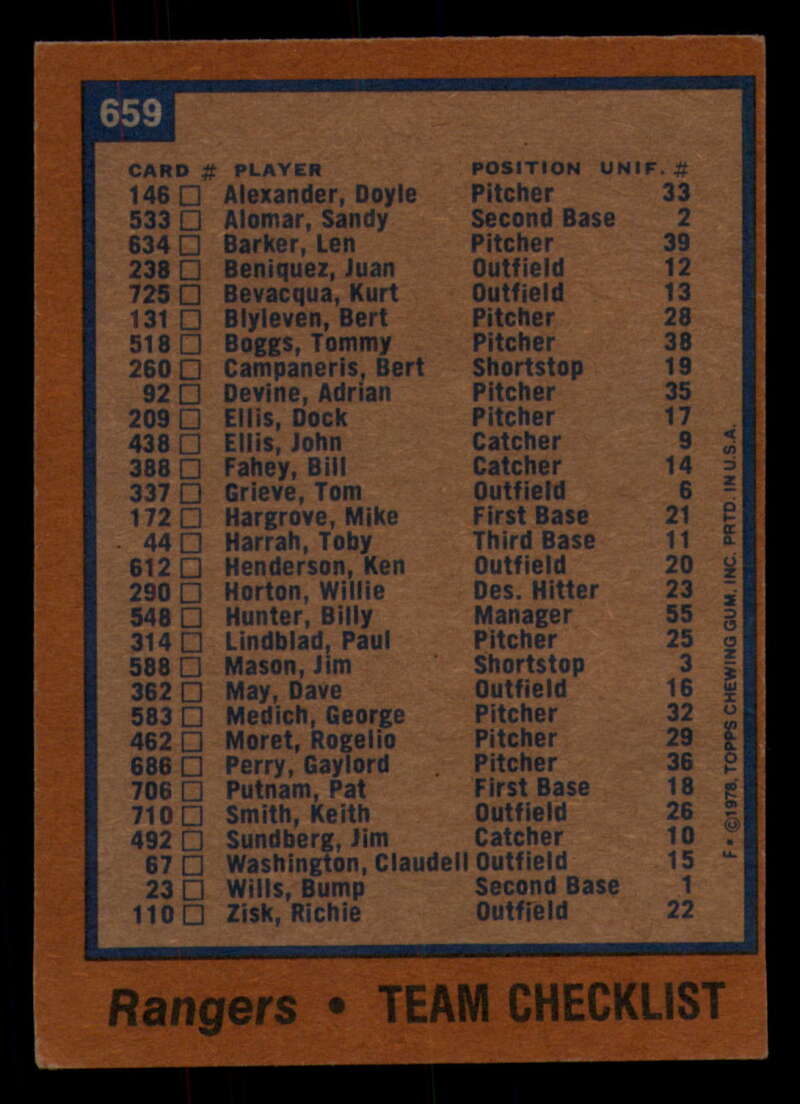 659
CARD # PLAYER POSITION UNIF. #
146 Alexander, Doyle Pitcher 33
533 Alomar, Sandy Second Base 2
634 Barker, Len Pitcher 39
238 Beniquez, Juan Outfield 12
725 Bevacqua, Kurt Outfield 13
131 Blyleven, Bert Pitcher 28
518 Boggs, Tommy Pitcher 38
260 Campaneris, Bert Shortstop 19
92 Devine, Adrian Pitcher 35
209 Ellis, Dock Pitcher 17
438 Ellis, John Catcher 9
388 Fahey, Bill Catcher 14
337 Grieve, Tom Outfield 6
172 Hargrove, Mike First Base 21
44 Harrah, Toby Third Base 11
612 Henderson, Ken Outfield 20
290 Horton, Willie Des. Hitter 23
548 Hunter, Billy Manager 55
314 Lindblad, Paul Pitcher 25
588 Mason, Jim Shortstop 3
362 May, Dave Outfield 16
583 Medich, George Pitcher 32
462 Moret, Rogelio Pitcher 29
686 Perry, Gaylord Pitcher 36
706 Putnam, Pat First Base 18
710 Smith, Keith Outfield 26
492 Sundberg, Jim Catcher 10
67 Washington, Claudell Outfield 15
23 Wills, Bump Second Base 1
110 Zisk, Richie Outfield 22
F* ©1978, TOPPS CHEWING GUM, INC. PRTD. IN U.S.A.
Rangers • TEAM CHECKLIST